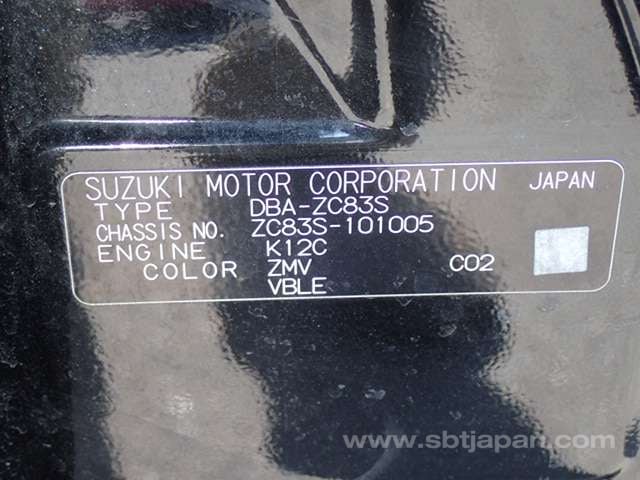 SUZUKI MOTOR CORPORATION JAPAN
TYPE DBA-ZC83S
CHASSIS NO. ZC83S-101005
ENGINE K12C
COLOR ZMV C02
VBLE
www.sbtjapan.com